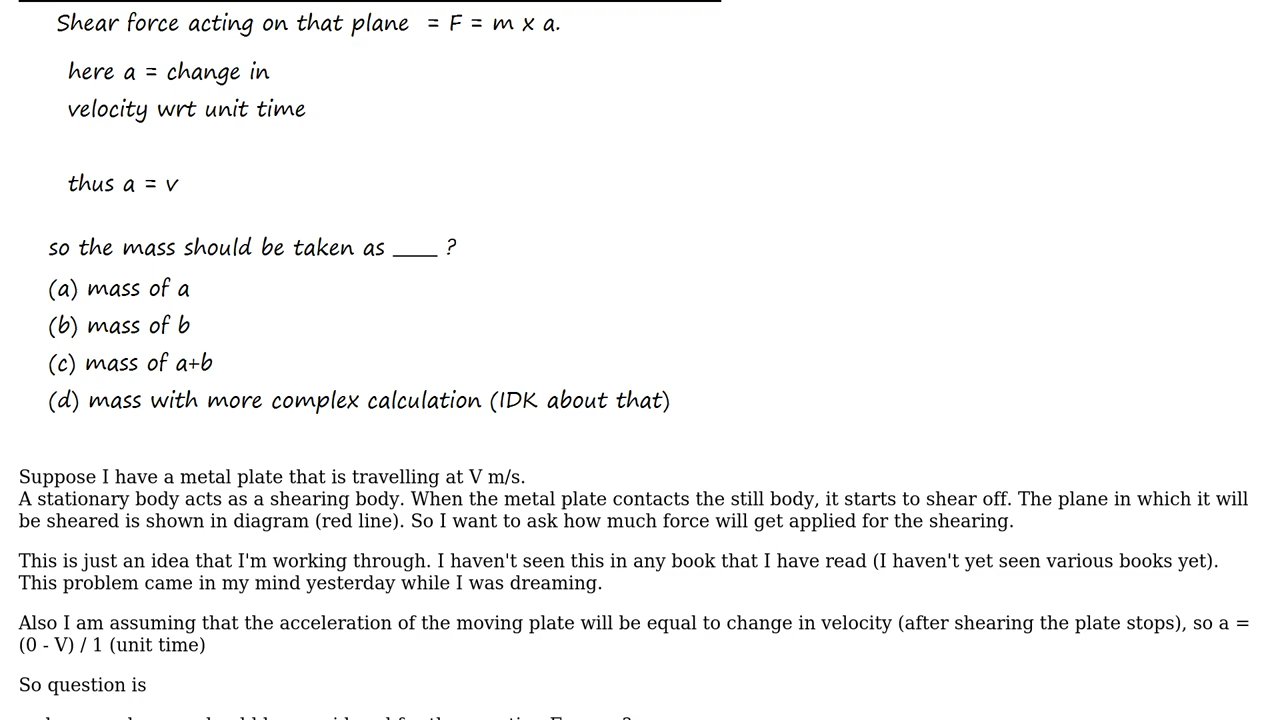 Shear force acting on that plane = F = m x a.
here a = change in
velocity wrt unit time
thus a = v
so the mass should be taken as ____ ?
(a) mass of a
(b) mass of b
(c) mass of a+b
(d) mass with more complex calculation (IDK about that)
Suppose I have a metal plate that is travelling at V m/s.
A stationary body acts as a shearing body. When the metal plate contacts the still body, it starts to shear off. The plane in which it will
be sheared is shown in diagram (red line). So I want to ask how much force will get applied for the shearing.
This is just an idea that I'm working through. I haven't seen this in any book that I have read (I haven't yet seen various books yet).
This problem came in my mind yesterday while I was dreaming.
Also I am assuming that the acceleration of the moving plate will be equal to change in velocity (after shearing the plate stops), so a =
(0 - V) / 1 (unit time)
So question is